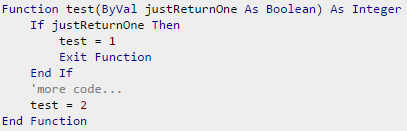 Function test(ByVal justReturnOne As Boolean) As Integer
    If justReturnOne Then
        test = 1
        Exit Function
    End If
    'more code...
    test = 2
End Function